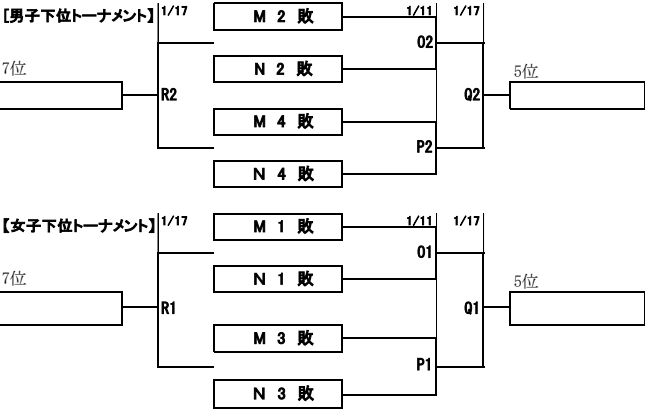 [男子下位トーナメント] 1/17 M 2 敗 1/11 1/17
O2
7位 N 2 敗 5位
R2 Q2
M 4 敗
P2
N 4 敗
【女子下位トーナメント】 1/17 M 1 敗 1/11 1/17
O1
7位 N 1 敗 5位
R1 Q1
M 3 敗
P1
N 3 敗